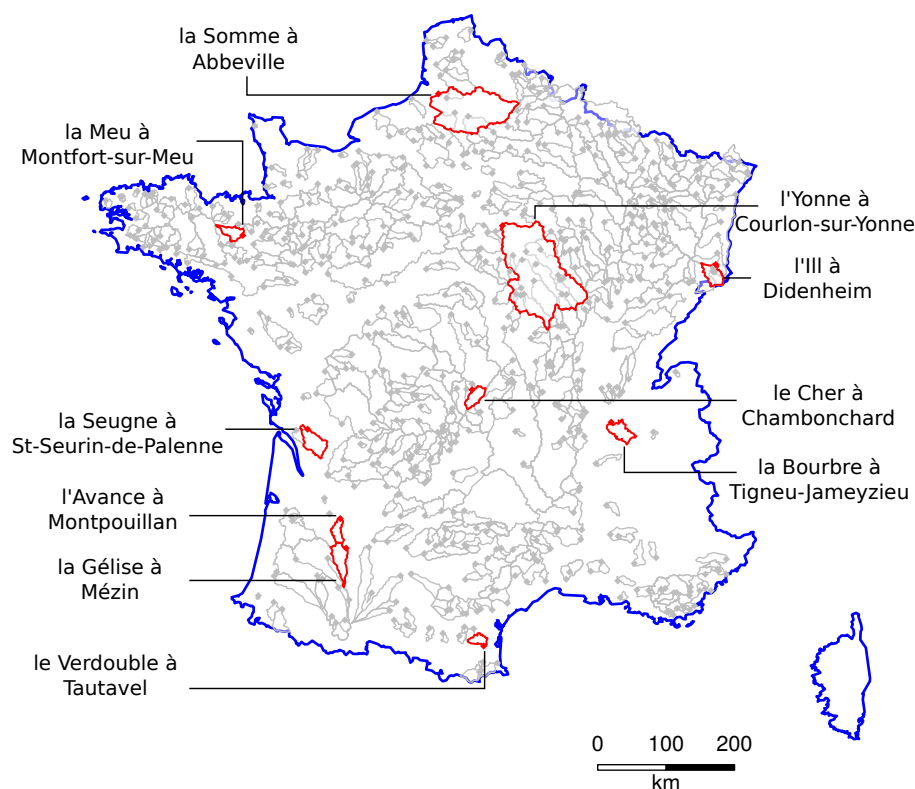 la Somme à
Abbeville
la Meu à
Montfort-sur-Meu
l'Yonne à
Courlon-sur-Yonne
l'Ill à
Didenheim
le Cher à
Chambonchard
la Seugne à
St-Seurin-de-Palenne
la Bourbre à
Tigneu-Jameyzieu
l'Avance à
Montpouillan
la Gélise à
Mézin
le Verdouble à
Tautavel
0 100 200
km